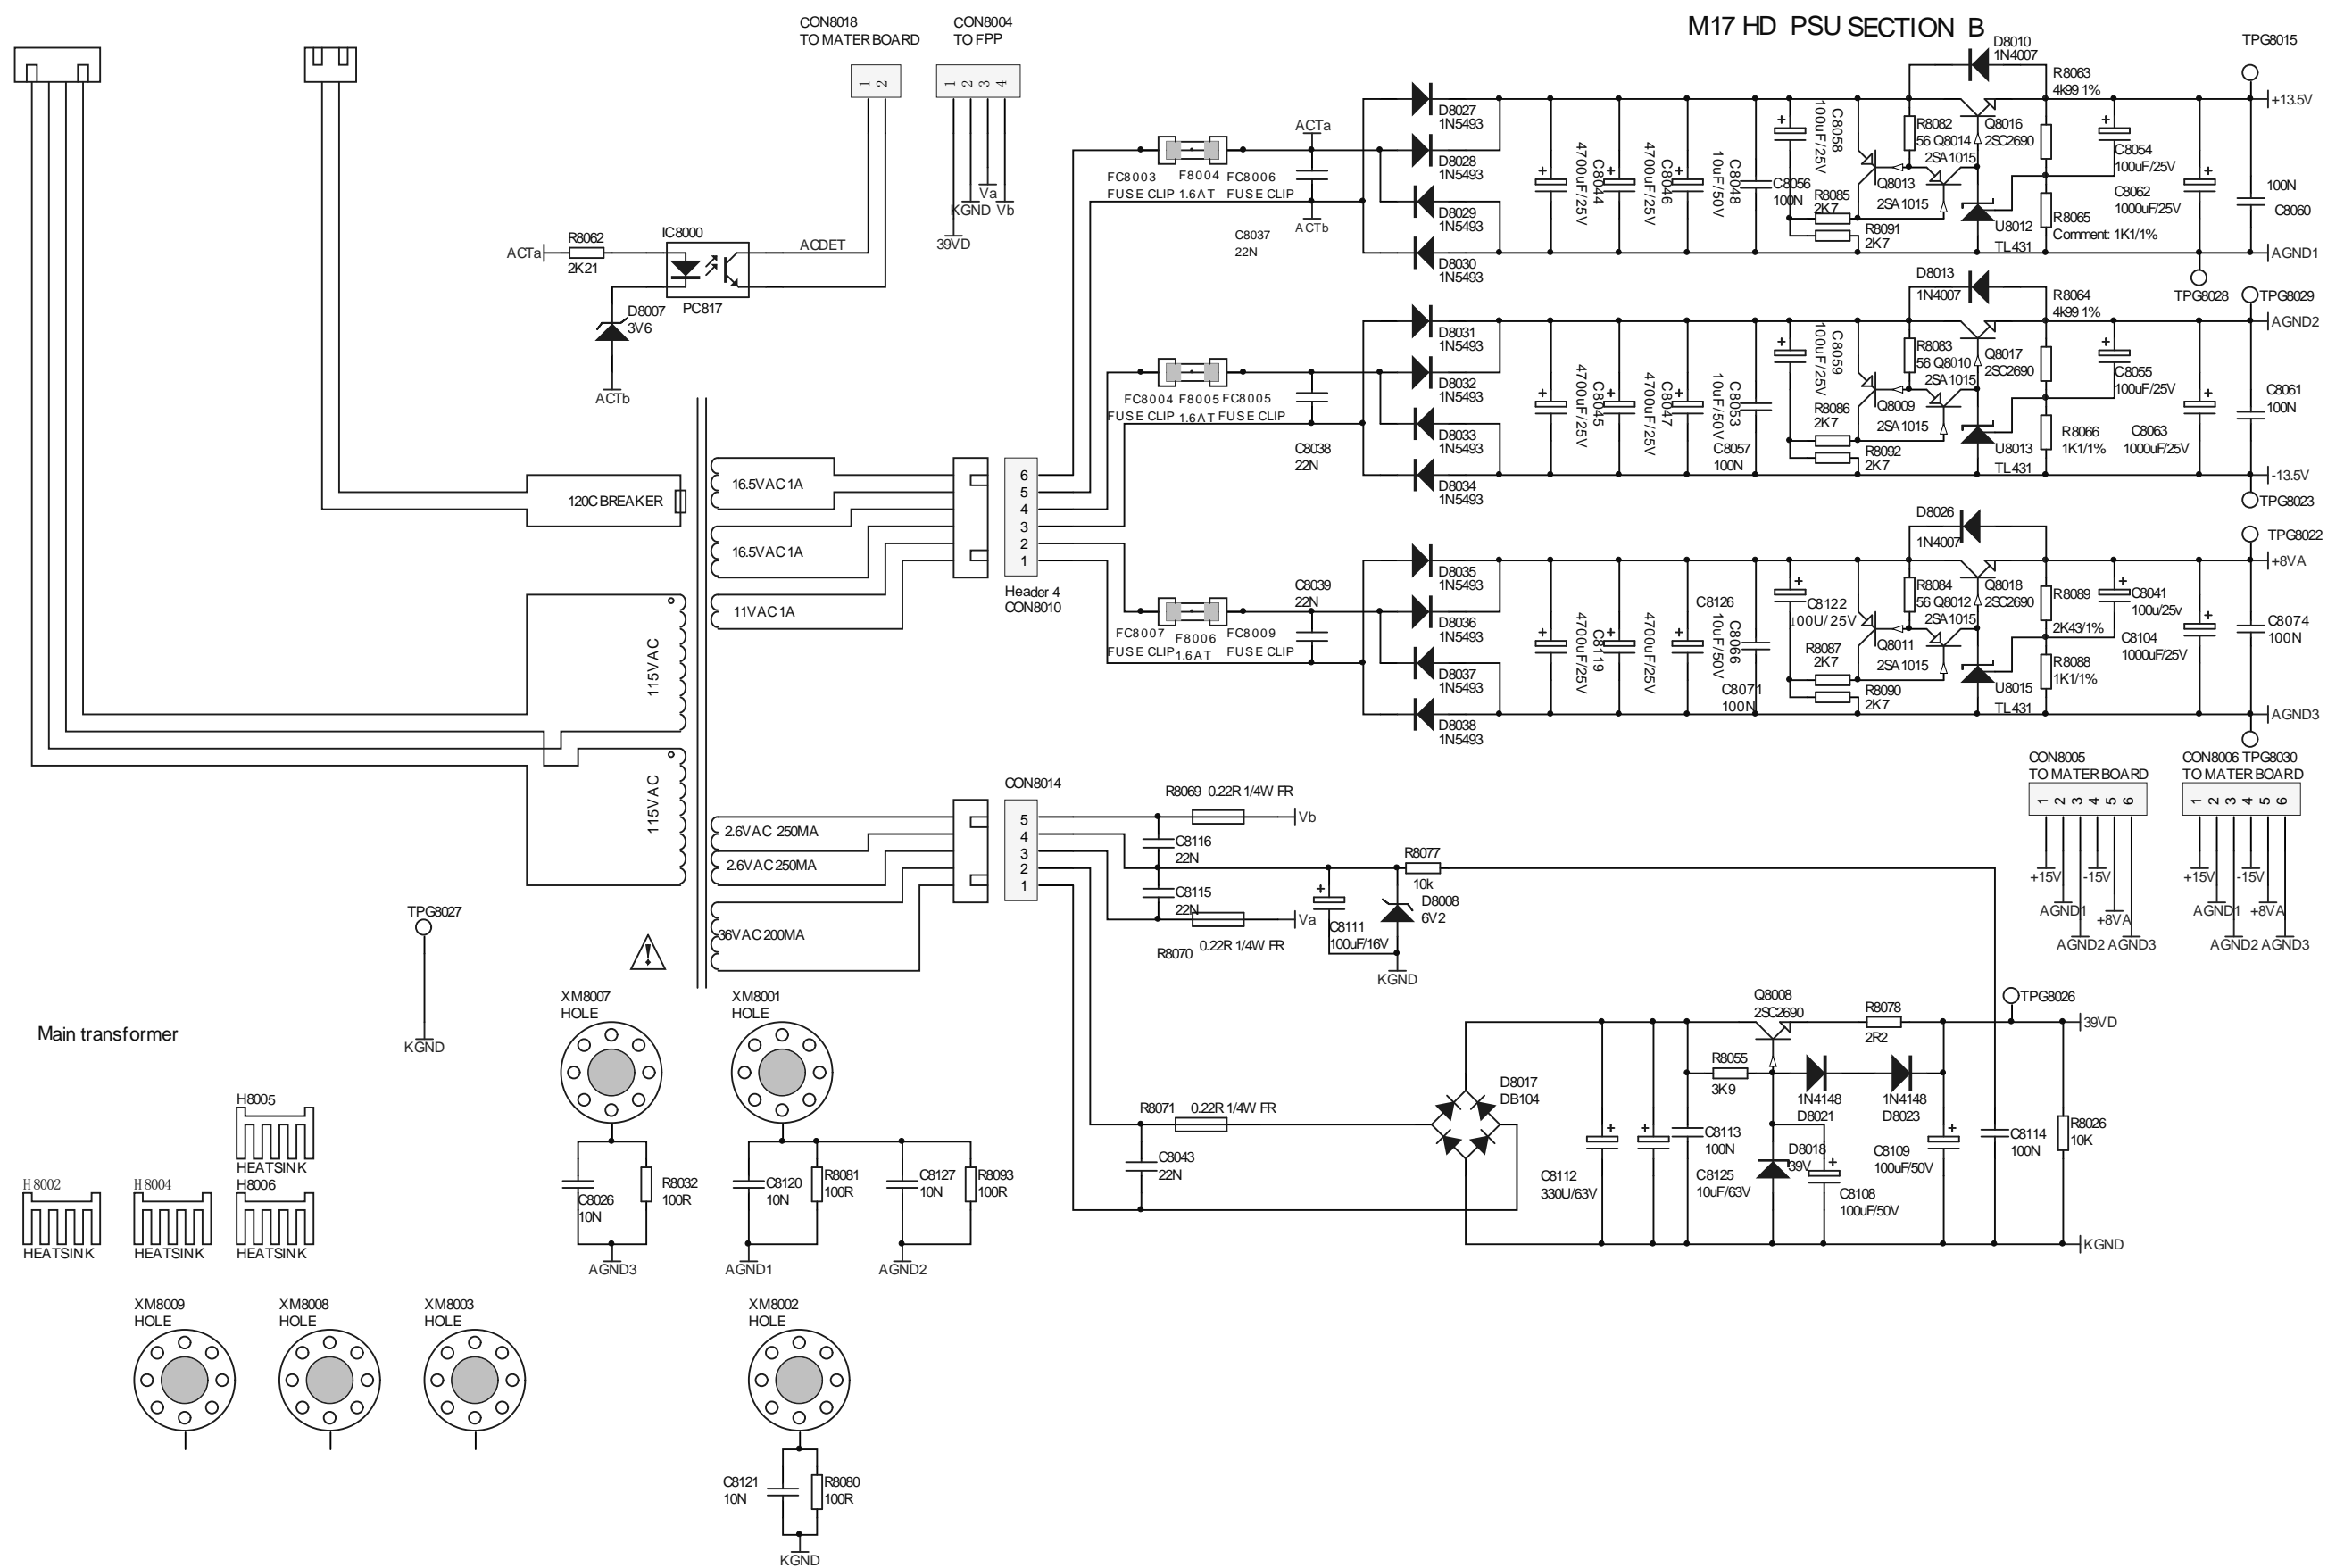 M17 HD PSU SECTION B
CON8018
TO MATER BOARD
1
2
CON8004
TO FPP
1
2
3
4
Va
KGND Vb
39VD
ACTa
R8062
2K21
IC8000
PC817
ACDET
D8007
3V6
ACTb
FC8003 F8004 FC8006
FUSE CLIP 1.6AT FUSE CLIP
ACTa
ACTb
C8037
22N
D8027
1N5493
D8028
1N5493
D8029
1N5493
D8030
1N5493
4700uF/25V
C8044
4700uF/25V
C8046
10uF/50V
C8048
C8056
100N
100uF/25V
C8058
R8085
2K7
R8091
2K7
D8010
1N4007
R8082
56 Q8014
2SA1015
Q8013
2SA1015
Q8016
2SC2690
U8012
TL431
R8063
4k99 1%
R8065
Comment: 1K1/1%
C8054
100uF/25V
C8062
1000uF/25V
100N
C8060
TPG8015
+13.5V
AGND1
TPG8028
FC8004 F8005 FC8005
FUSE CLIP 1.6AT FUSE CLIP
C8038
22N
D8031
1N5493
D8032
1N5493
D8033
1N5493
D8034
1N5493
4700uF/25V
C8045
4700uF/25V
C8047
10uF/50V
C8053
C8057
100N
100uF/25V
C8059
R8086
2K7
R8092
2K7
D8013
1N4007
R8083
56 Q8010
2SA1015
Q8009
2SA1015
Q8017
2SC2690
U8013
TL431
R8064
4k99 1%
R8066
1K1/1%
C8055
100uF/25V
C8063
1000uF/25V
C8061
100N
TPG8029
AGND2
-13.5V
TPG8023
120C BREAKER
16.5VAC 1A
16.5VAC 1A
11VAC 1A
115VAC
115VAC
6
5
4
3
2
1
Header 4
CON8010
FC8007 F8006 FC8009
FUSE CLIP 1.6AT FUSE CLIP
C8039
22N
D8035
1N5493
D8036
1N5493
D8037
1N5493
D8038
1N5493
4700uF/25V
C8119
4700uF/25V
C8126
10uF/50V
C8066
C8071
100N
C8122
100U/25V
R8087
2K7
R8090
2K7
D8026
1N4007
R8084
56 Q8012
2SA1015
Q8011
2SA1015
Q8018
2SC2690
U8015
TL431
R8089
2K43/1%
R8088
1K1/1%
C8041
100u/25v
C8104
1000uF/25V
C8074
100N
TPG8022
+8VA
AGND3
CON8005
TO MATER BOARD
1
2
3
4
5
6
+15V
-15V
AGND1
+8VA
AGND2 AGND3
CON8006 TPG8030
TO MATER BOARD
1
2
3
4
5
6
+15V
-15V
AGND1 +8VA
AGND2 AGND3
2.6VAC 250MA
2.6VAC 250MA
36VAC 200MA
CON8014
5
4
3
2
1
R8069 0.22R 1/4W FR
Vb
C8116
22N
C8115
22N
Va
R8070 0.22R 1/4W FR
C8111
100uF/16V
R8077
10k
D8008
6V2
KGND
TPG8027
KGND
Main transformer
XM8007
HOLE
XM8001
HOLE
C8026
10N
R8032
100R
AGND3
C8120
10N
R8081
100R
AGND1
C8127
10N
R8093
100R
AGND2
R8071 0.22R 1/4W FR
C8043
22N
D8017
DB104
C8112
330U/63V
C8113
100N
C8125
10uF/63V
R8055
3K9
Q8008
2SC2690
R8078
2R2
1N4148
D8021
1N4148
D8023
D8018
39V
C8108
100uF/50V
C8109
100uF/50V
C8114
100N
R8026
10K
TPG8026
39VD
KGND
H8005
HEATSINK
H8002
HEATSINK
H8004
HEATSINK
H8006
HEATSINK
XM8009
HOLE
XM8008
HOLE
XM8003
HOLE
XM8002
HOLE
C8121
10N
R8080
100R
KGND